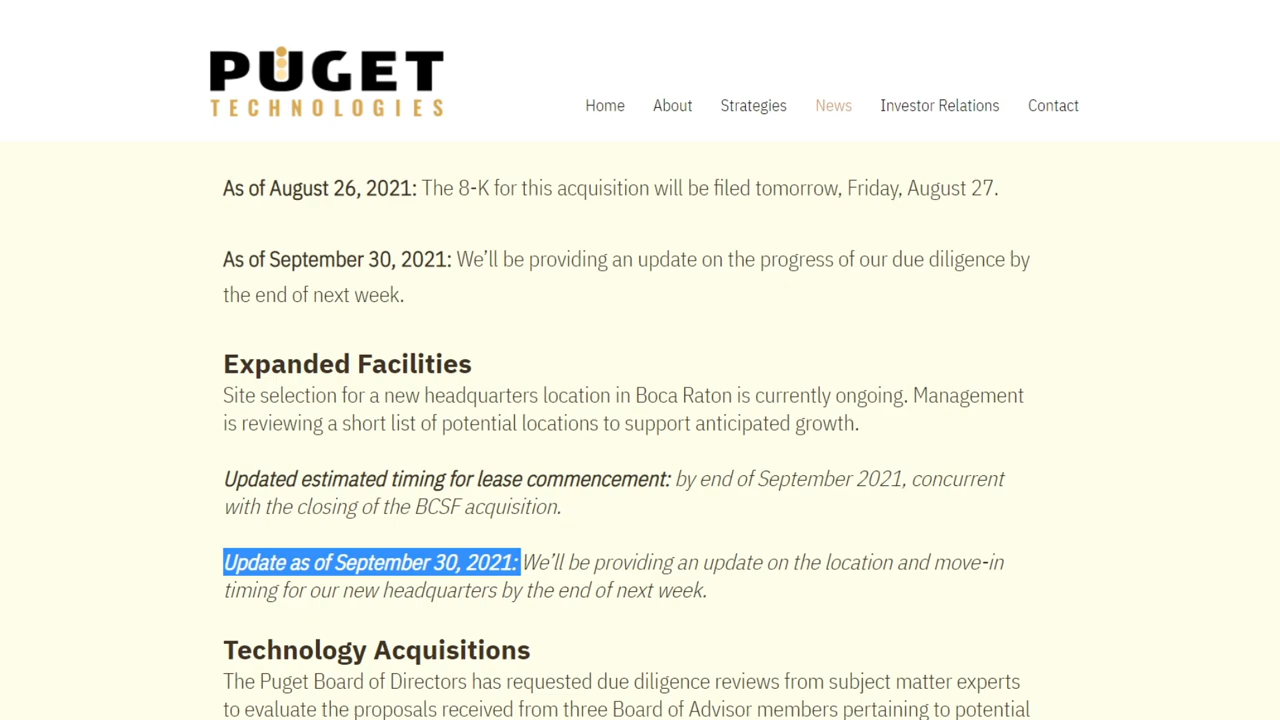 PUGET
TECHNOLOGIES
Home About Strategies News Investor Relations Contact
As of August 26, 2021: The 8-K for this acquisition will be filed tomorrow, Friday, August 27.
As of September 30, 2021: We’ll be providing an update on the progress of our due diligence by
the end of next week.
Expanded Facilities
Site selection for a new headquarters location in Boca Raton is currently ongoing. Management
is reviewing a short list of potential locations to support anticipated growth.
Updated estimated timing for lease commencement: by end of September 2021, concurrent
with the closing of the BCSF acquisition.
Update as of September 30, 2021: We’ll be providing an update on the location and move-in
timing for our new headquarters by the end of next week.
Technology Acquisitions
The Puget Board of Directors has requested due diligence reviews from subject matter experts
to evaluate the proposals received from three Board of Advisor members pertaining to potential